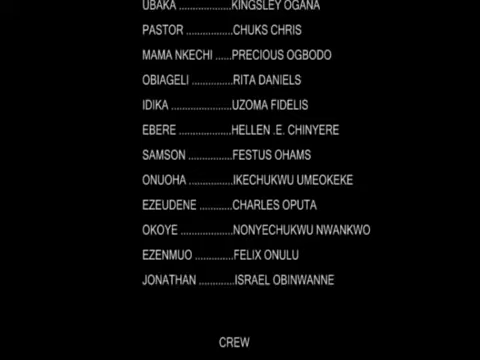 UBAKA ..................KINGSLEY OGANA
PASTOR ................CHUKS CHRIS
MAMA NKECHI ......PRECIOUS OGBODO
OBIAGELI ..............RITA DANIELS
IDIKA .....................UZOMA FIDELIS
EBERE ..................HELLEN .E. CHINYERE
SAMSON ...............FESTUS OHAMS
ONUOHA ...............IKECHUKWU UMEOKEKE
EZEUDENE ...........CHARLES OPUTA
OKOYE ..................NONYECHUKWU NWANKWO
EZENMUO .............FELIX ONULU
JONATHAN ............ISRAEL OBINWANNE
CREW